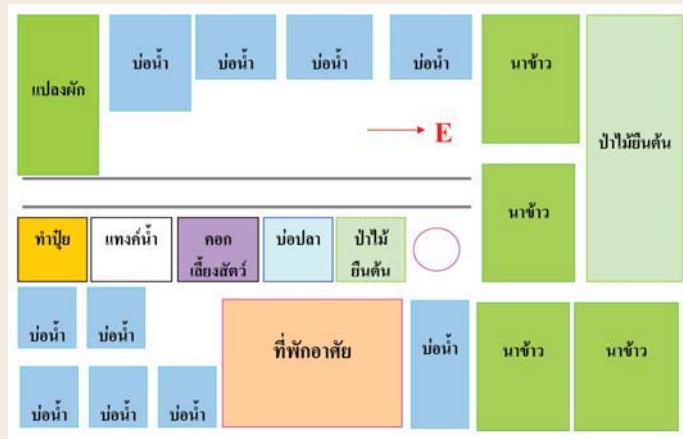 แปลงผัก
บ่อน้ำ
บ่อน้ำ
บ่อน้ำ
บ่อน้ำ
นาข้าว
ป่าไม้ยืนต้น
E
นาข้าว
ทำปุ๋ย
แทงค์น้ำ
คอก
เลี้ยงสัตว์
บ่อปลา
ป่าไม้
ยืนต้น
บ่อน้ำ
บ่อน้ำ
ที่พักอาศัย
บ่อน้ำ
นาข้าว
นาข้าว
บ่อน้ำ
บ่อน้ำ
บ่อน้ำ